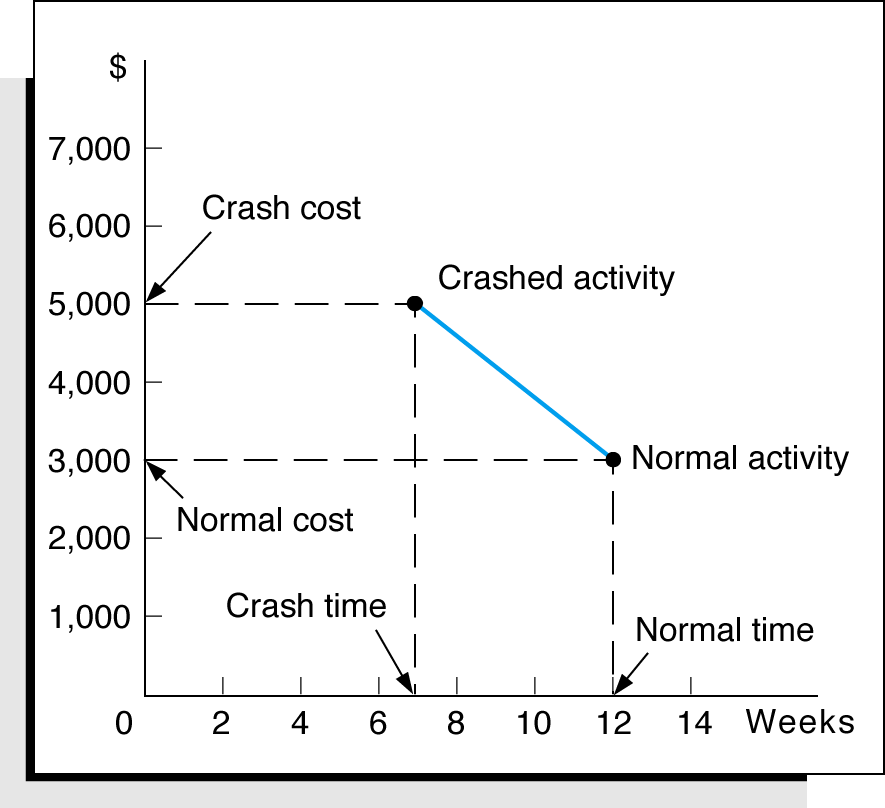 $
7,000
Crash cost
6,000
Crashed activity
5,000
4,000
3,000
Normal activity
Normal cost
2,000
Crash time
1,000
Normal time
0 2 4 6 8 10 12 14 Weeks